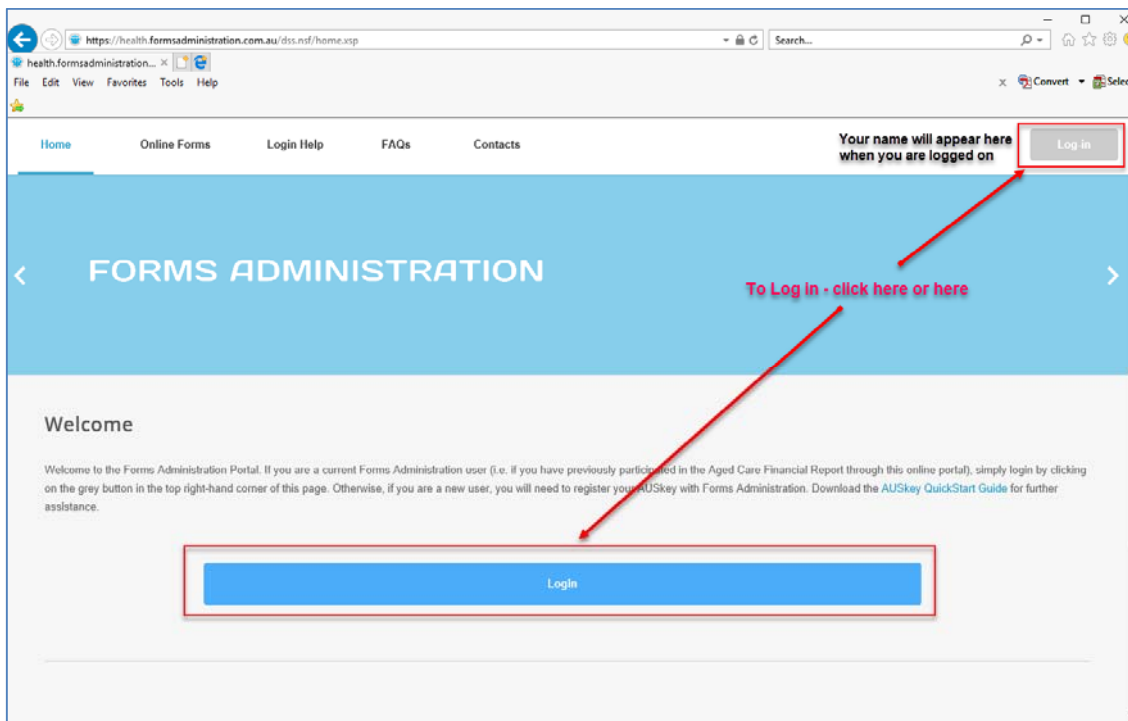 https://health.formsadministration.com.au/dss.nsf/home.xsp
Search...
health.formsadministration...
File Edit View Favorites Tools Help
Convert
Selec
Home Online Forms Login Help FAQs Contacts
Your name will appear here
when you are logged on
Log in
FORMS ADMINISTRATION
To Log in - click here or here
Welcome
Welcome to the Forms Administration Portal. If you are a current Forms Administration user (i.e. if you have previously participated in the Aged Care Financial Report through this online portal), simply login by clicking
on the grey button in the top right-hand corner of this page. Otherwise, if you are a new user, you will need to register your AUSkey with Forms Administration. Download the AUSkey QuickStart Guide for further
assistance.
Login